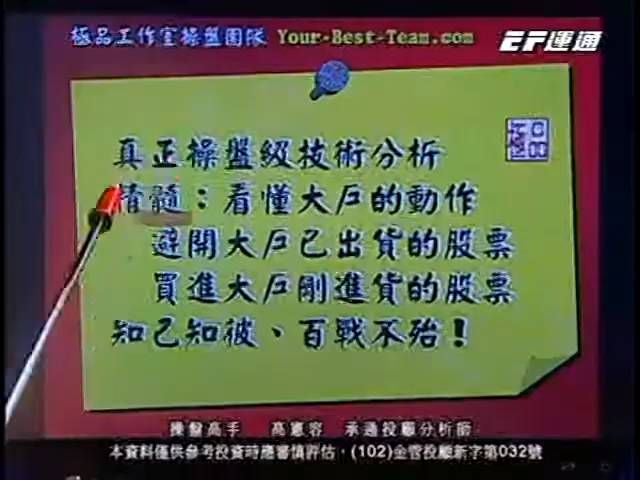 極品工作室操盤團隊 Your-Best-Team.com
EF運通
真正操盤級技術分析
精髓：看懂大戶的動作
避開大戶已出貨的股票
買進大戶剛進貨的股票
知己知彼、百戰不殆！
操盤高手 高憲容 承通投顧分析師
本資料僅供參考投資時應審慎評估，(102)金管投顧新字第032號